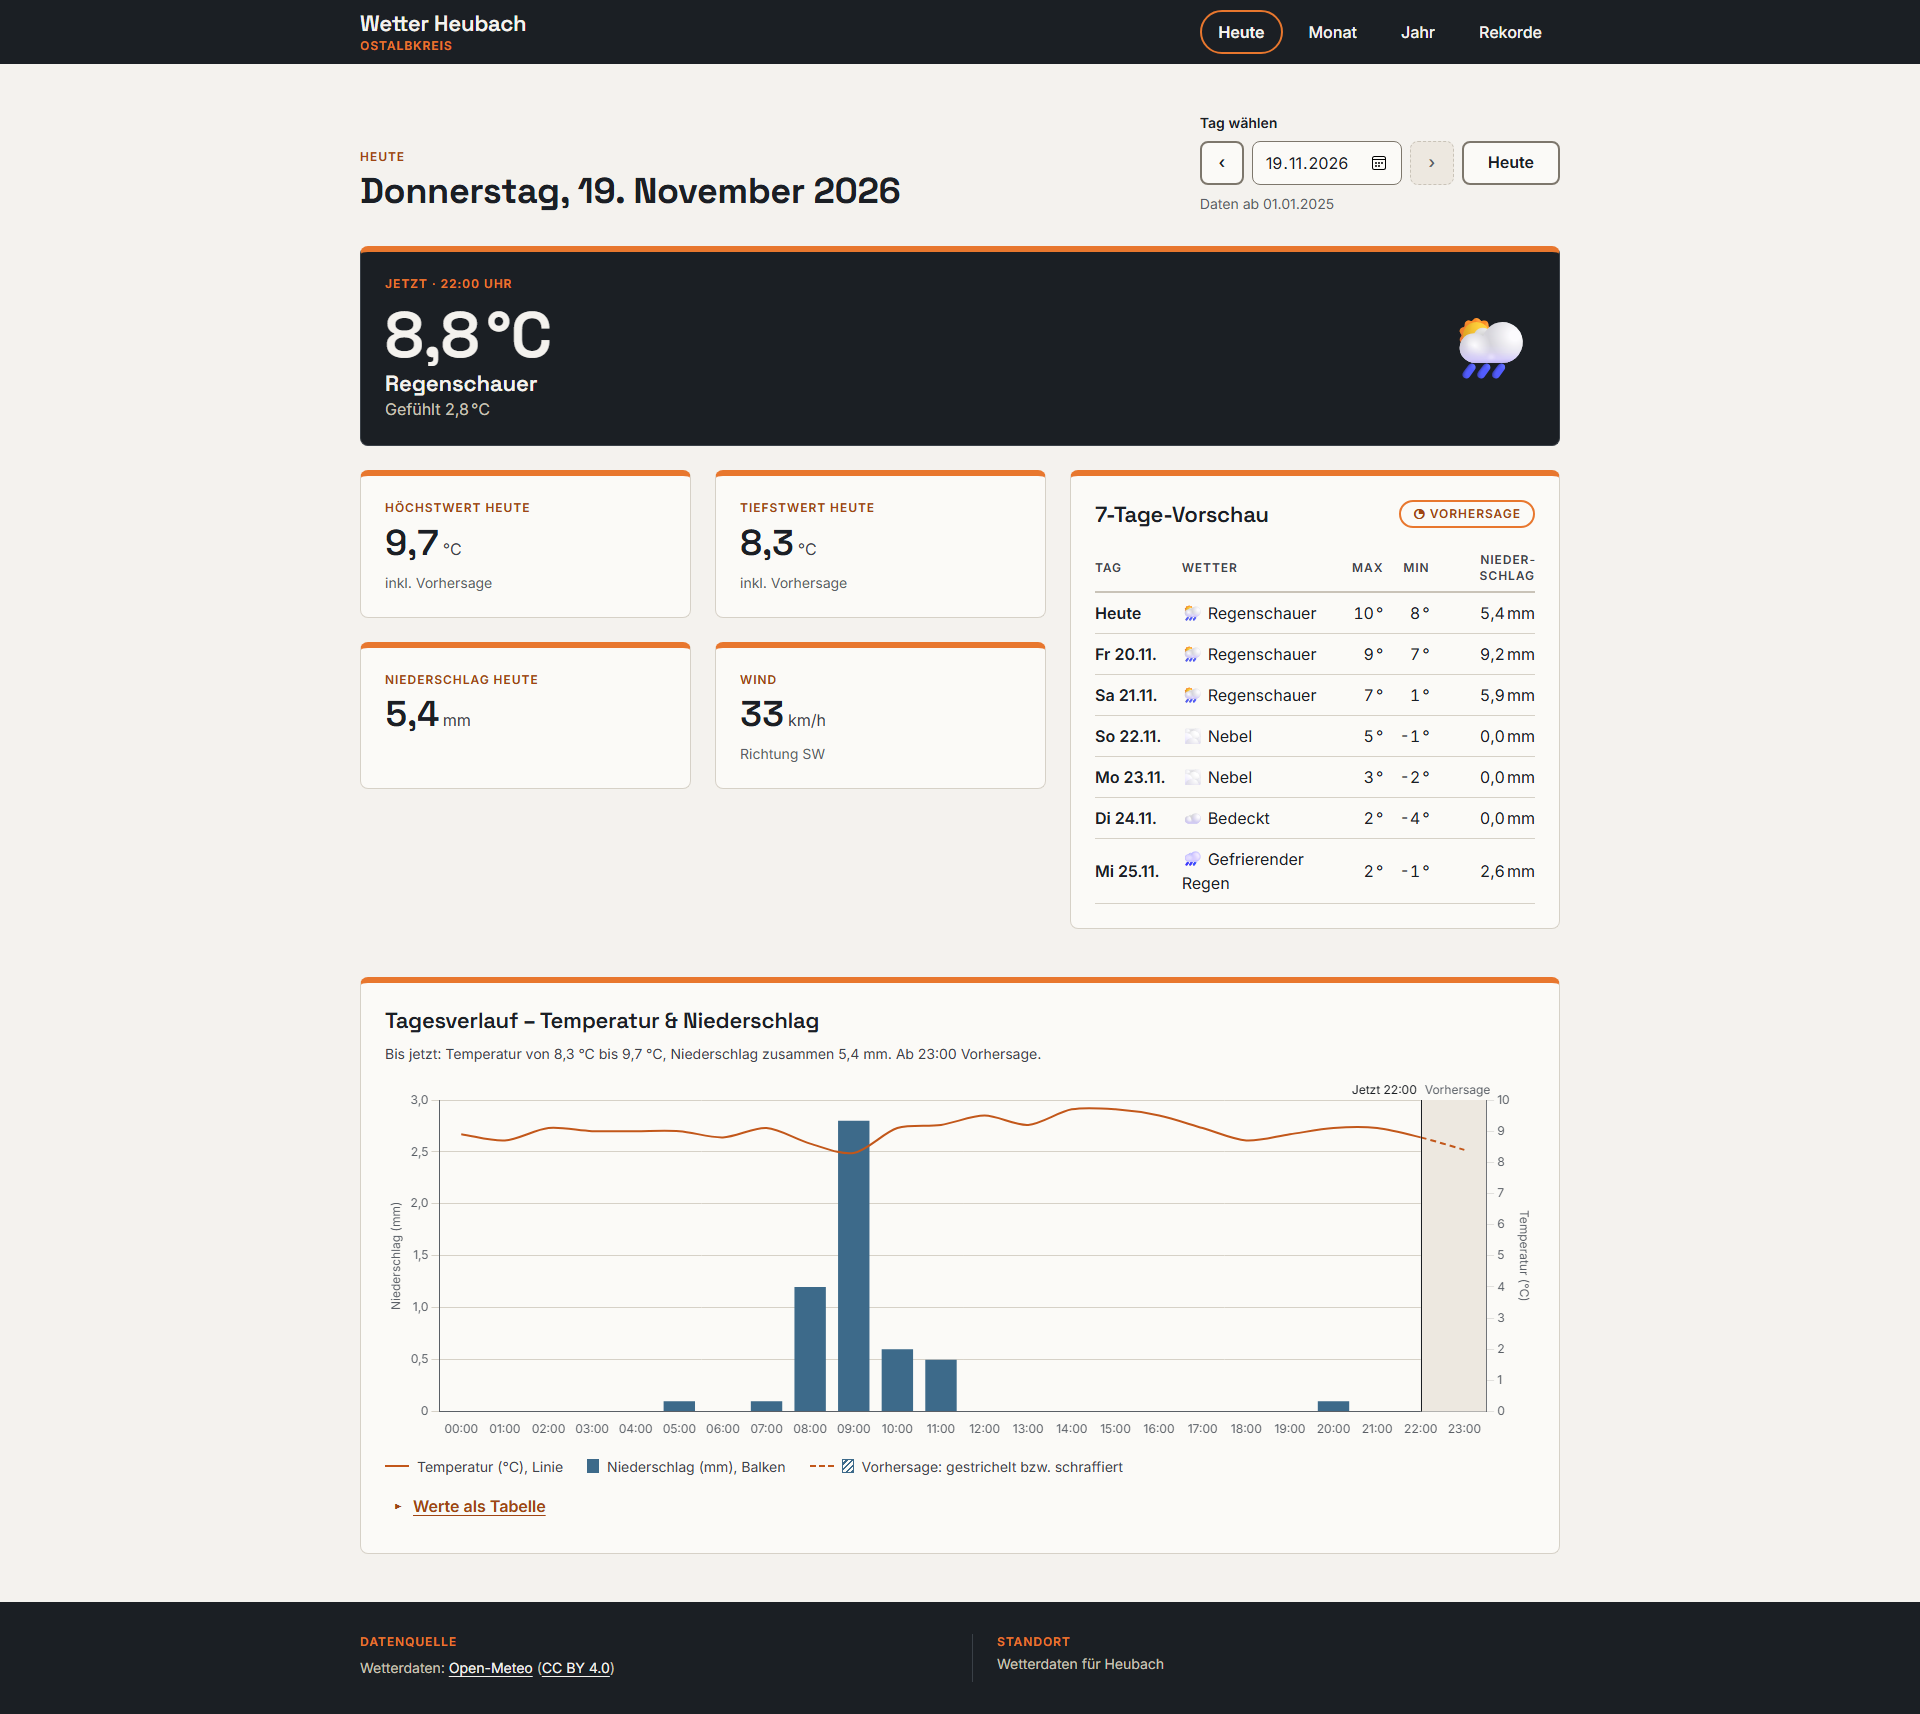 Wetter Heubach
OSTALBKREIS
Heute
Monat
Jahr
Rekorde
HEUTE
Donnerstag, 19. November 2026
Tag wählen
‹
19.11.2026
›
Heute
Daten ab 01.01.2025
JETZT · 22:00 UHR
8,8 °C
Regenschauer
Gefühlt 2,8 °C
HÖCHSTWERT HEUTE
9,7 °C
inkl. Vorhersage
TIEFSTWERT HEUTE
8,3 °C
inkl. Vorhersage
NIEDERSCHLAG HEUTE
5,4 mm
WIND
33 km/h
Richtung SW
7-Tage-Vorschau
VORHERSAGE
TAG WETTER MAX MIN NIEDER-
SCHLAG
Heute Regenschauer 10 ° 8 ° 5,4 mm
Fr 20.11. Regenschauer 9 ° 7 ° 9,2 mm
Sa 21.11. Regenschauer 7 ° 1 ° 5,9 mm
So 22.11. Nebel 5 ° -1 ° 0,0 mm
Mo 23.11. Nebel 3 ° -2 ° 0,0 mm
Di 24.11. Bedeckt 2 ° -4 ° 0,0 mm
Mi 25.11. Gefrierender
Regen 2 ° -1 ° 2,6 mm
Tagesverlauf – Temperatur & Niederschlag
Bis jetzt: Temperatur von 8,3 °C bis 9,7 °C, Niederschlag zusammen 5,4 mm. Ab 23:00 Vorhersage.
Jetzt 22:00 Vorhersage
Niederschlag (mm)
3,0
2,5
2,0
1,5
1,0
0,5
0
10
9
8
7
6
5
4
3
2
1
0
Temperatur (°C)
00:00 01:00 02:00 03:00 04:00 05:00 06:00 07:00 08:00 09:00 10:00 11:00 12:00 13:00 14:00 15:00 16:00 17:00 18:00 19:00 20:00 21:00 22:00 23:00
Temperatur (°C), Linie
Niederschlag (mm), Balken
Vorhersage: gestrichelt bzw. schraffiert
Werte als Tabelle
DATENQUELLE
Wetterdaten: Open-Meteo (CC BY 4.0)
STANDORT
Wetterdaten für Heubach